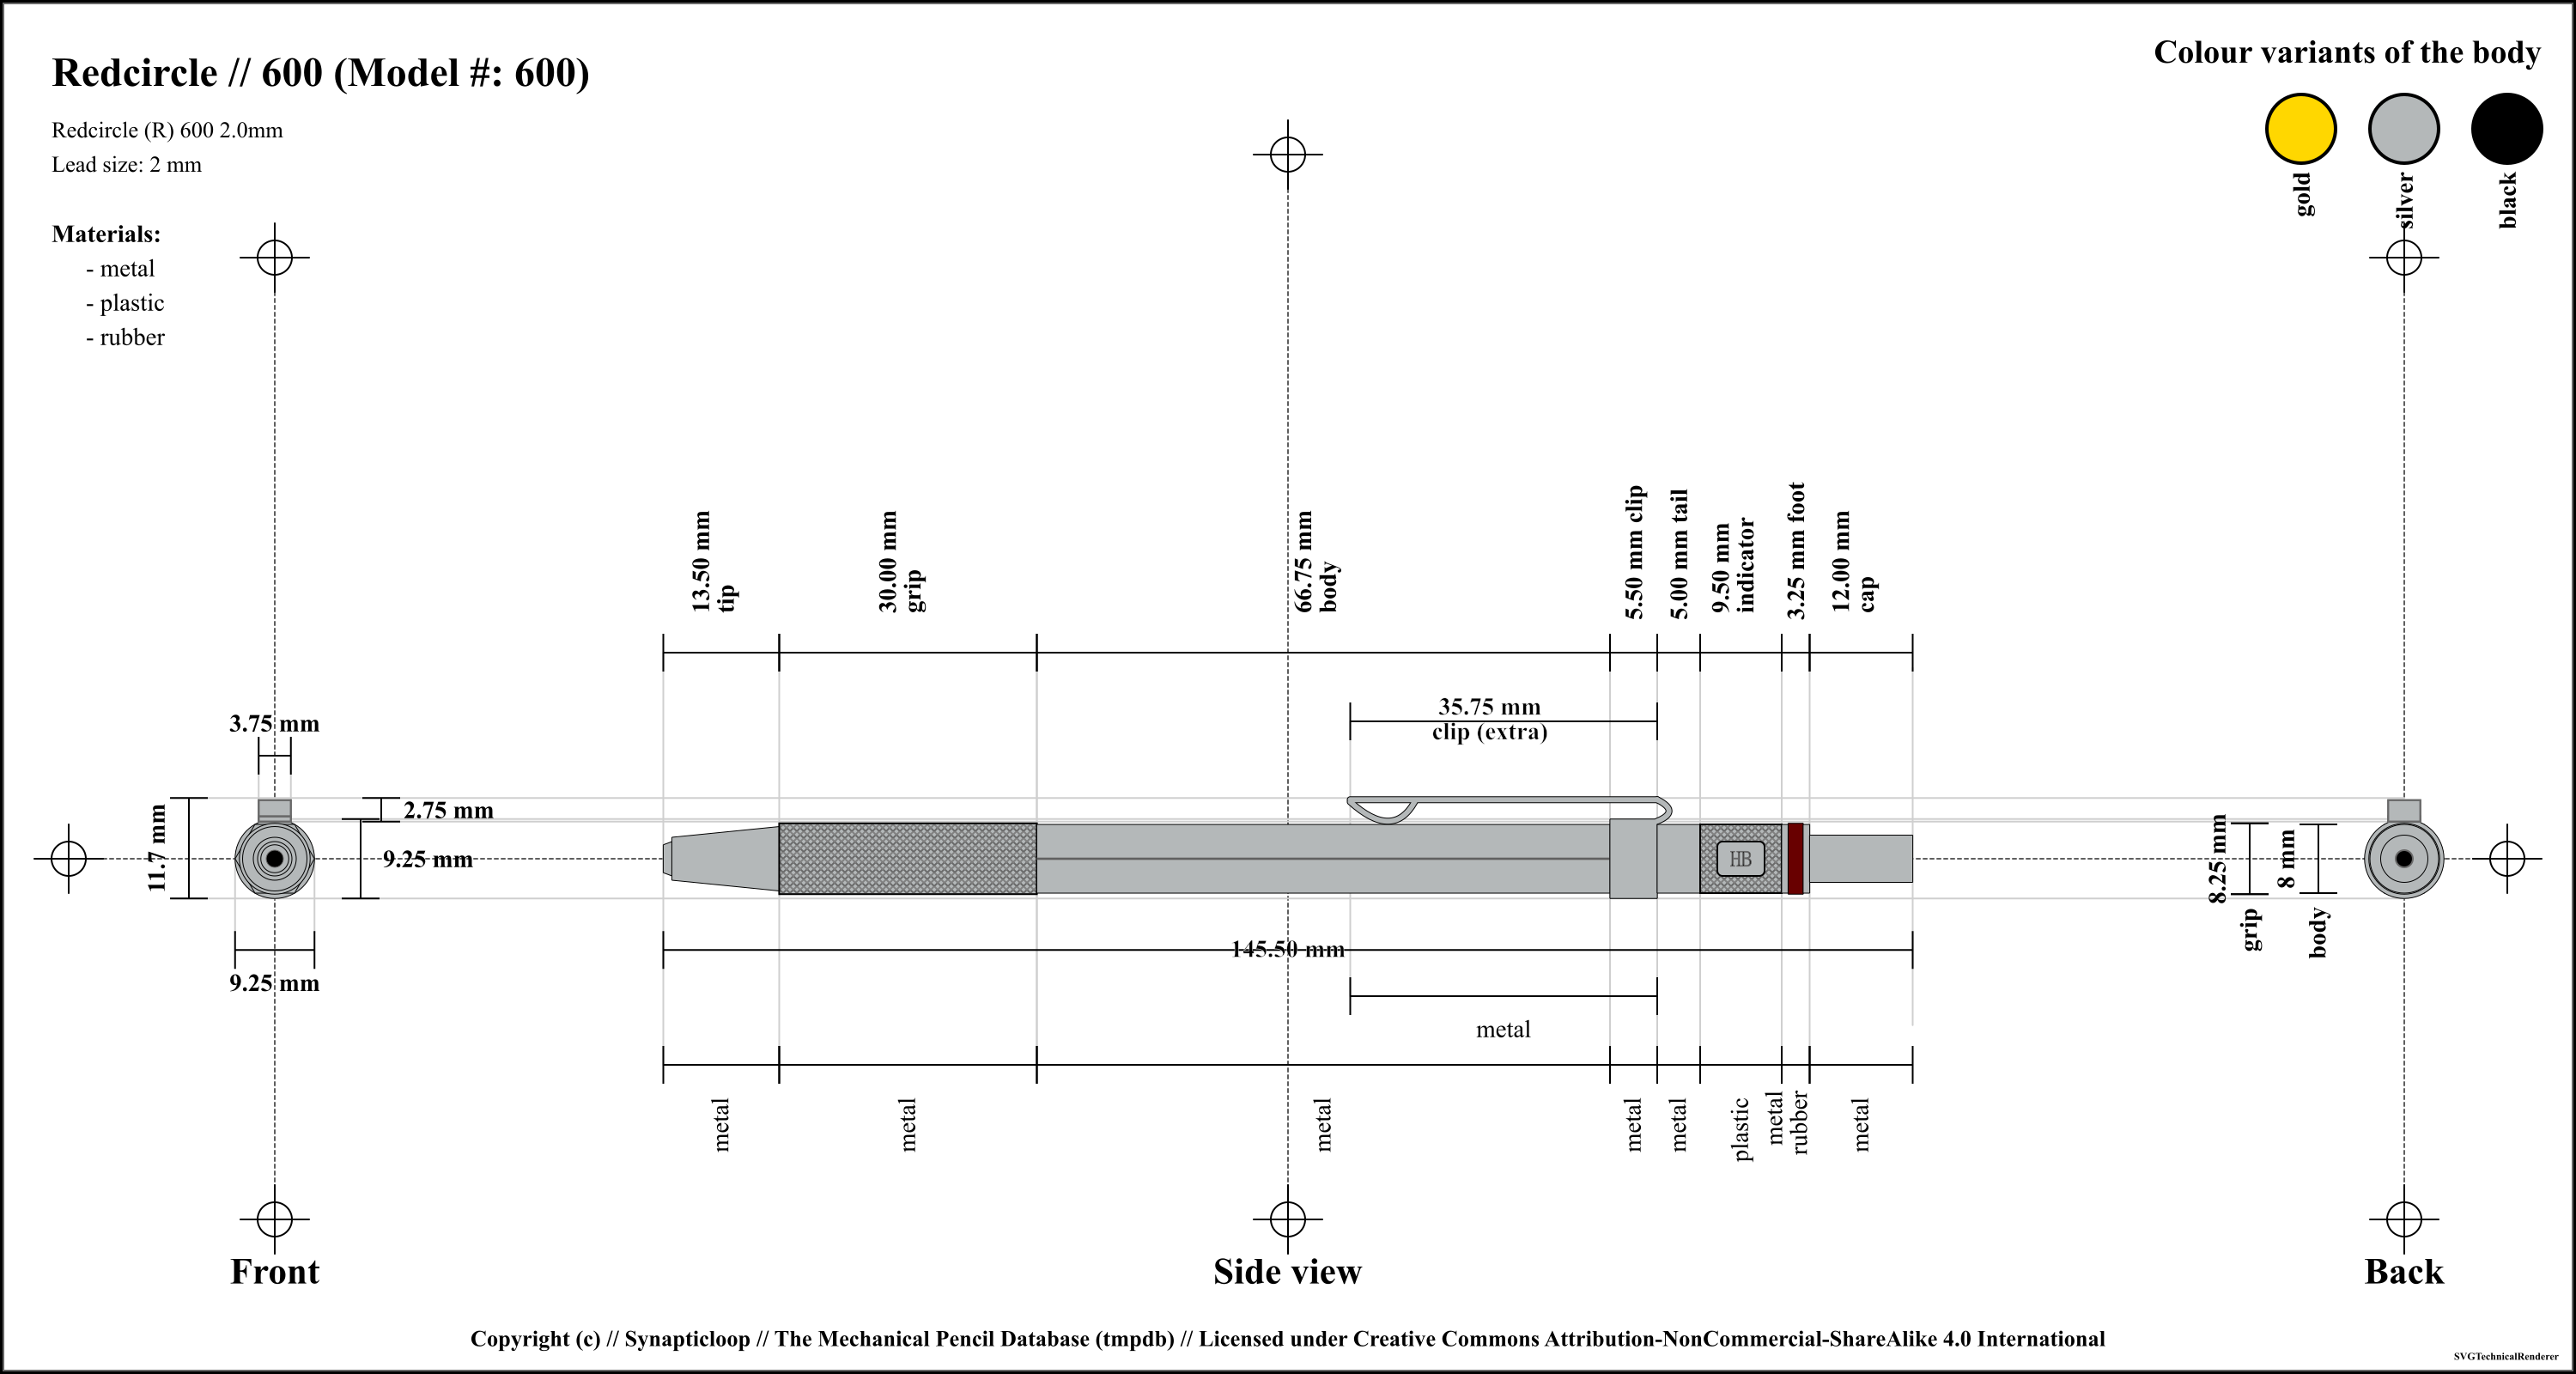 Redcircle // 600 (Model #: 600)
Redcircle (R) 600 2.0mm
Lead size: 2 mm
Materials:
- metal
- plastic
- rubber
Colour variants of the body
gold
silver
black
13.50 mm
tip
30.00 mm
grip
66.75 mm
body
5.50 mm clip
5.00 mm tail
9.50 mm
indicator
3.25 mm foot
12.00 mm
cap
35.75 mm
clip (extra)
3.75 mm
2.75 mm
11.7 mm
9.25 mm
9.25 mm
HB
8.25 mm
grip
8 mm
body
145.50 mm
metal
metal
metal
metal
metal
metal
plastic
metal
rubber
metal
Front
Side view
Back
Copyright (c) // Synapticloop // The Mechanical Pencil Database (tmpdb) // Licensed under Creative Commons Attribution-NonCommercial-ShareAlike 4.0 International
SVGTechnicalRenderer